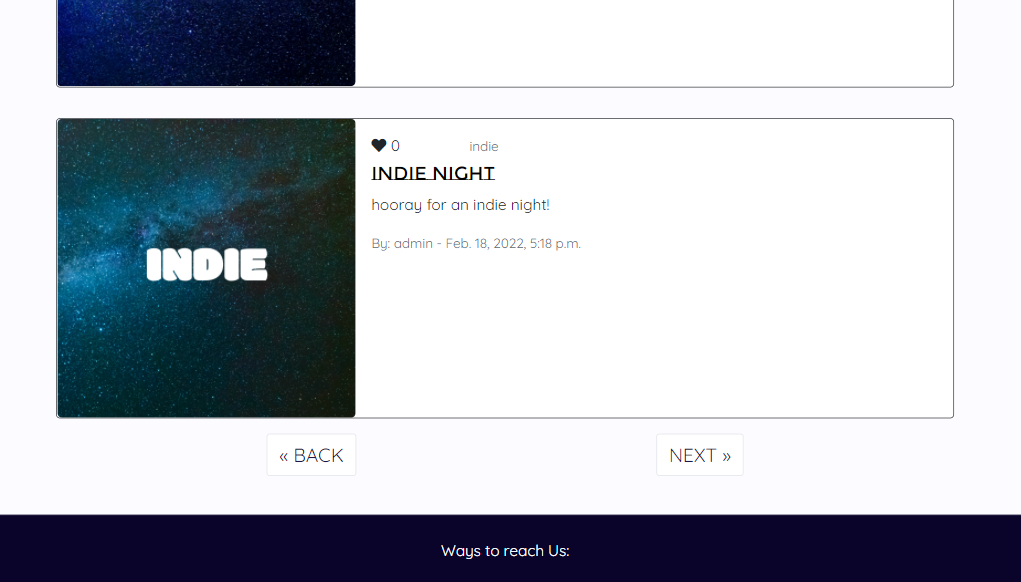 0 indie
INDIE NIGHT
hooray for an indie night!
By: admin - Feb. 18, 2022, 5:18 p.m.
INDIE
« BACK NEXT »
Ways to reach Us: